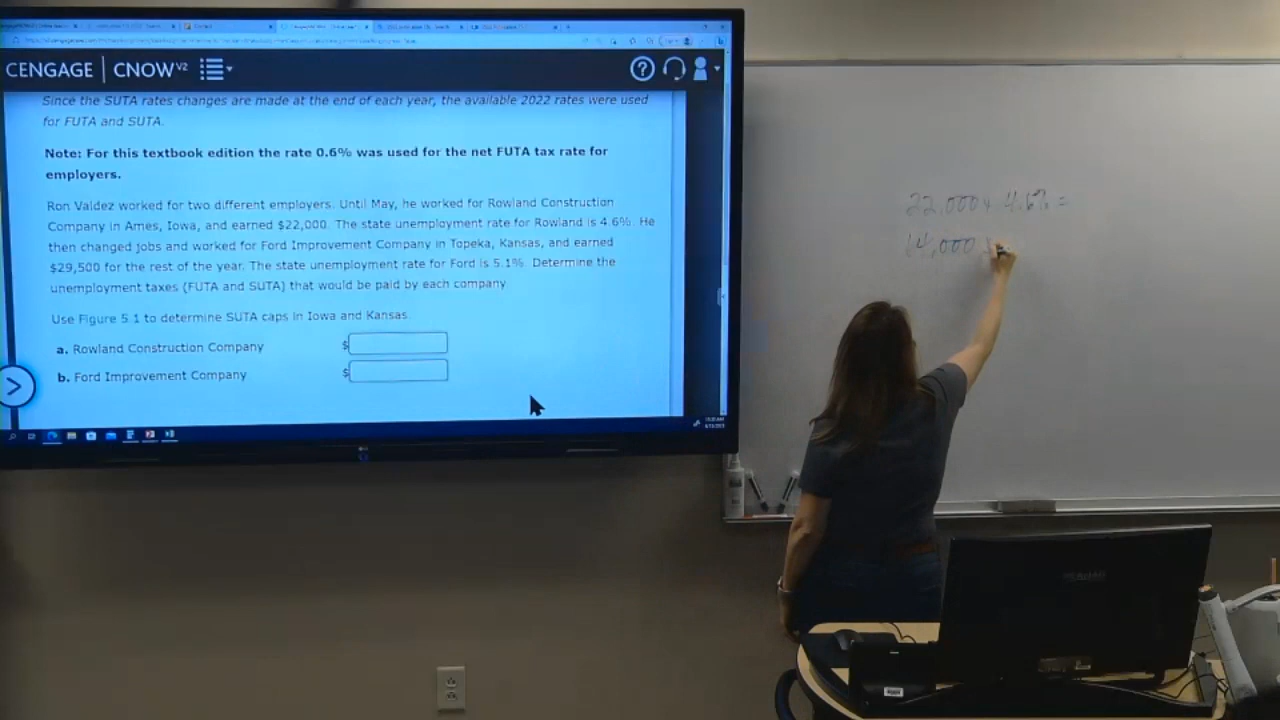 CENGAGE CNOWv2
Since the SUTA rates changes are made at the end of each year, the available 2022 rates were used
for FUTA and SUTA.
Note: For this textbook edition the rate 0.6% was used for the net FUTA tax rate for
employers.
Ron Valdez worked for two different employers. Until May, he worked for Rowland Construction
Company in Ames, Iowa, and earned $22,000. The state unemployment rate for Rowland is 4.6%. He
then changed jobs and worked for Ford Improvement Company in Topeka, Kansas, and earned
$29,500 for the rest of the year. The state unemployment rate for Ford is 5.1%. Determine the
unemployment taxes (FUTA and SUTA) that would be paid by each company
Use Figure 5.1 to determine SUTA caps in Iowa and Kansas.
a. Rowland Construction Company $
b. Ford Improvement Company $
22,000 x 4.6% =
14,000 x